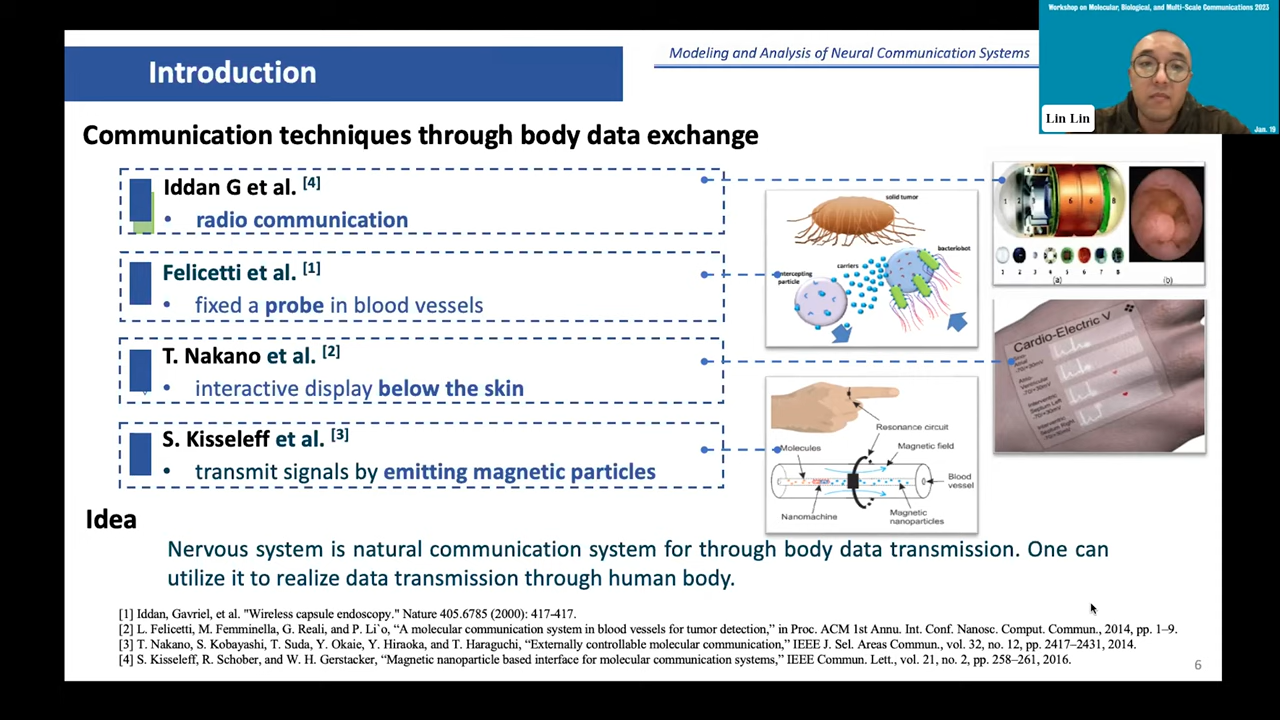 Workshop on Molecular, Biological, and Multi-Scale Communications 2023
Lin Lin
Jan. 19
Introduction
Modeling and Analysis of Neural Communication Systems
Communication techniques through body data exchange
Iddan G et al. [4]
• radio communication
Felicetti et al. [1]
• fixed a probe in blood vessels
T. Nakano et al. [2]
• interactive display below the skin
S. Kisseleff et al. [3]
• transmit signals by emitting magnetic particles
solid tumor
bacteriobot
carriers
intercepting
particle
1 2 3 4 5 6 7 8
(a)
(b)
Cardio-Electric V
Resonance circuit
Molecules
Magnetic field
Blood
vessel
Nanomachine
Magnetic
nanoparticles
Idea
Nervous system is natural communication system for through body data transmission. One can
utilize it to realize data transmission through human body.
[1] Iddan, Gavriel, et al. "Wireless capsule endoscopy." Nature 405.6785 (2000): 417-417.
[2] L. Felicetti, M. Femminella, G. Reali, and P. Li`o, “A molecular communication system in blood vessels for tumor detection,” in Proc. ACM 1st Annu. Int. Conf. Nanosc. Comput. Commun., 2014, pp. 1–9.
[3] T. Nakano, S. Kobayashi, T. Suda, Y. Okaie, Y. Hiraoka, and T. Haraguchi, “Externally controllable molecular communication,” IEEE J. Sel. Areas Commun., vol. 32, no. 12, pp. 2417–2431, 2014.
[4] S. Kisseleff, R. Schober, and W. H. Gerstacker, “Magnetic nanoparticle based interface for molecular communication systems,” IEEE Commun. Lett., vol. 21, no. 2, pp. 258–261, 2016.
6